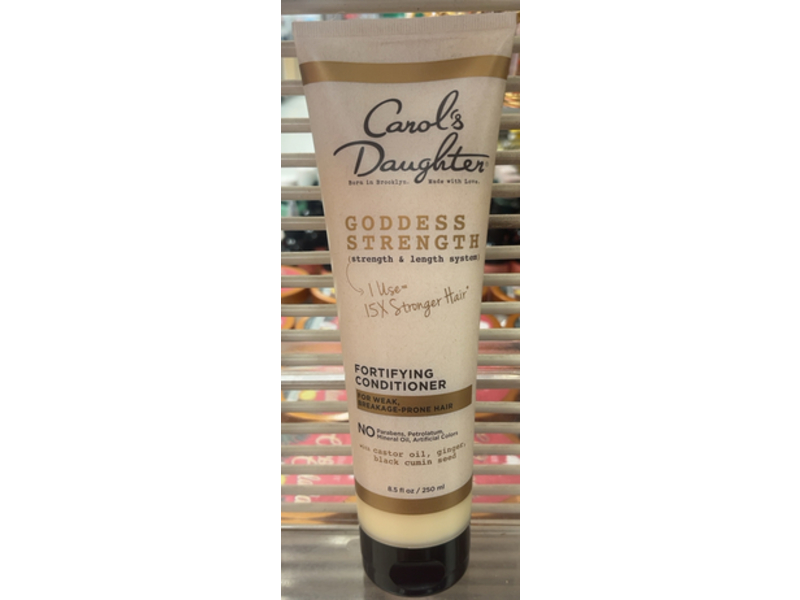 Carol's
Daughter®
Born in Brooklyn. Made with Love.
GODDESS
STRENGTH
(strength & length system)
1 Use=
15X Stronger Hair*
FORTIFYING
CONDITIONER
FOR WEAK,
BREAKAGE-PRONE HAIR
NO Parabens, Petrolatum,
Mineral Oil, Artificial Colors
with castor oil, ginger,
black cumin seed
8.5 fl oz / 250 ml